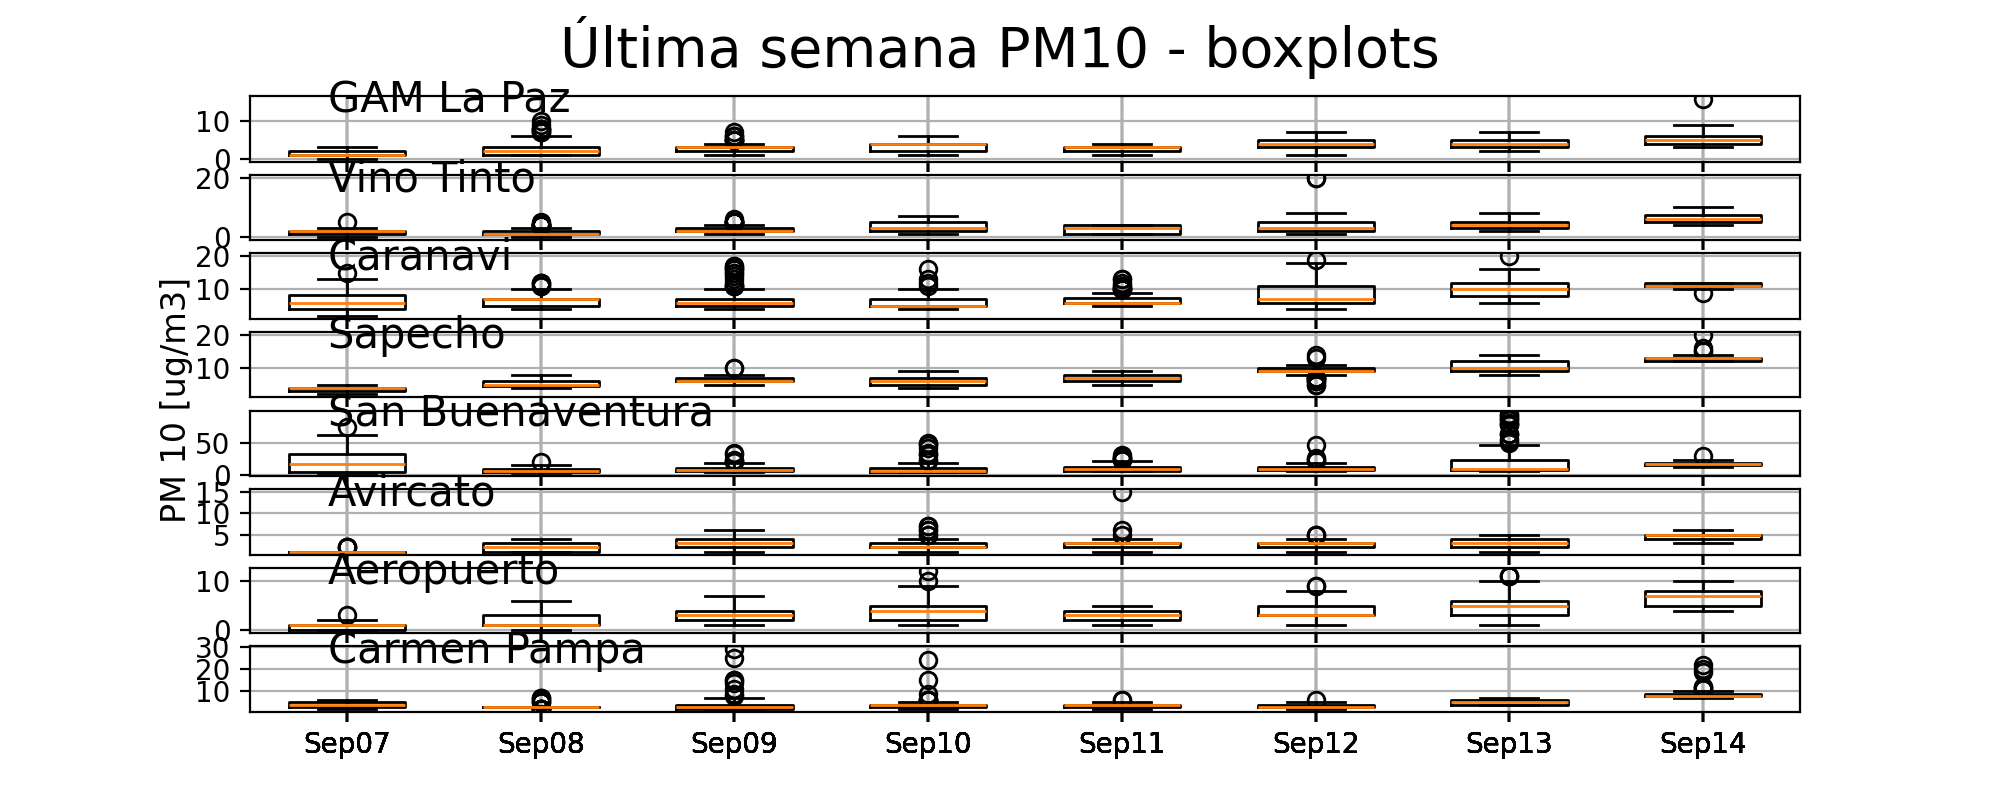 Última semana PM10 - boxplots
GAM La Paz
10
0
Vino Tinto
20
0
Caranavi
20
10
Sapecho
20
10
PM 10 [ug/m3]
San Buenaventura
50
0
Avircato
15
10
5
Aeropuerto
10
0
Carmen Pampa
30
20
10
Sep07 Sep08 Sep09 Sep10 Sep11 Sep12 Sep13 Sep14